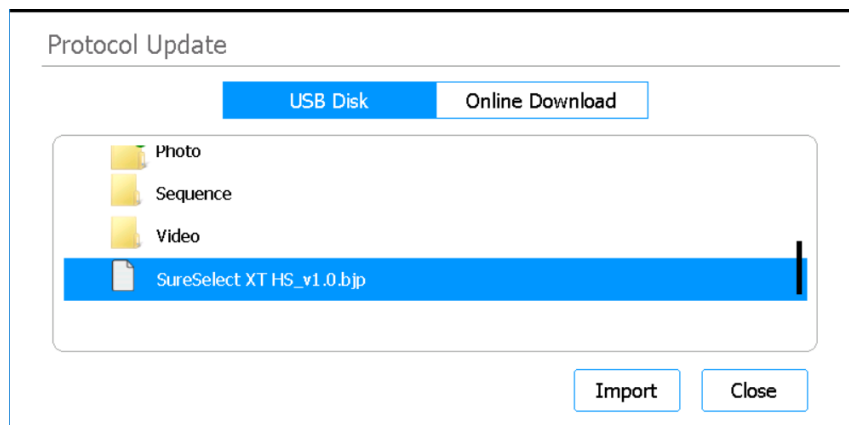 Protocol Update
USB Disk Online Download
Photo
Sequence
Video
SureSelect XT HS_v1.0.bjp
Import Close